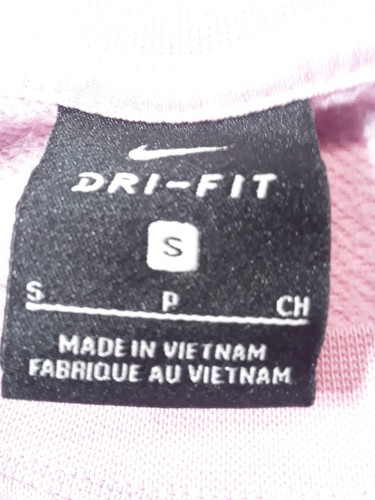 DRI-FIT
S
S P CH
MADE IN VIETNAM
FABRIQUE AU VIETNAM